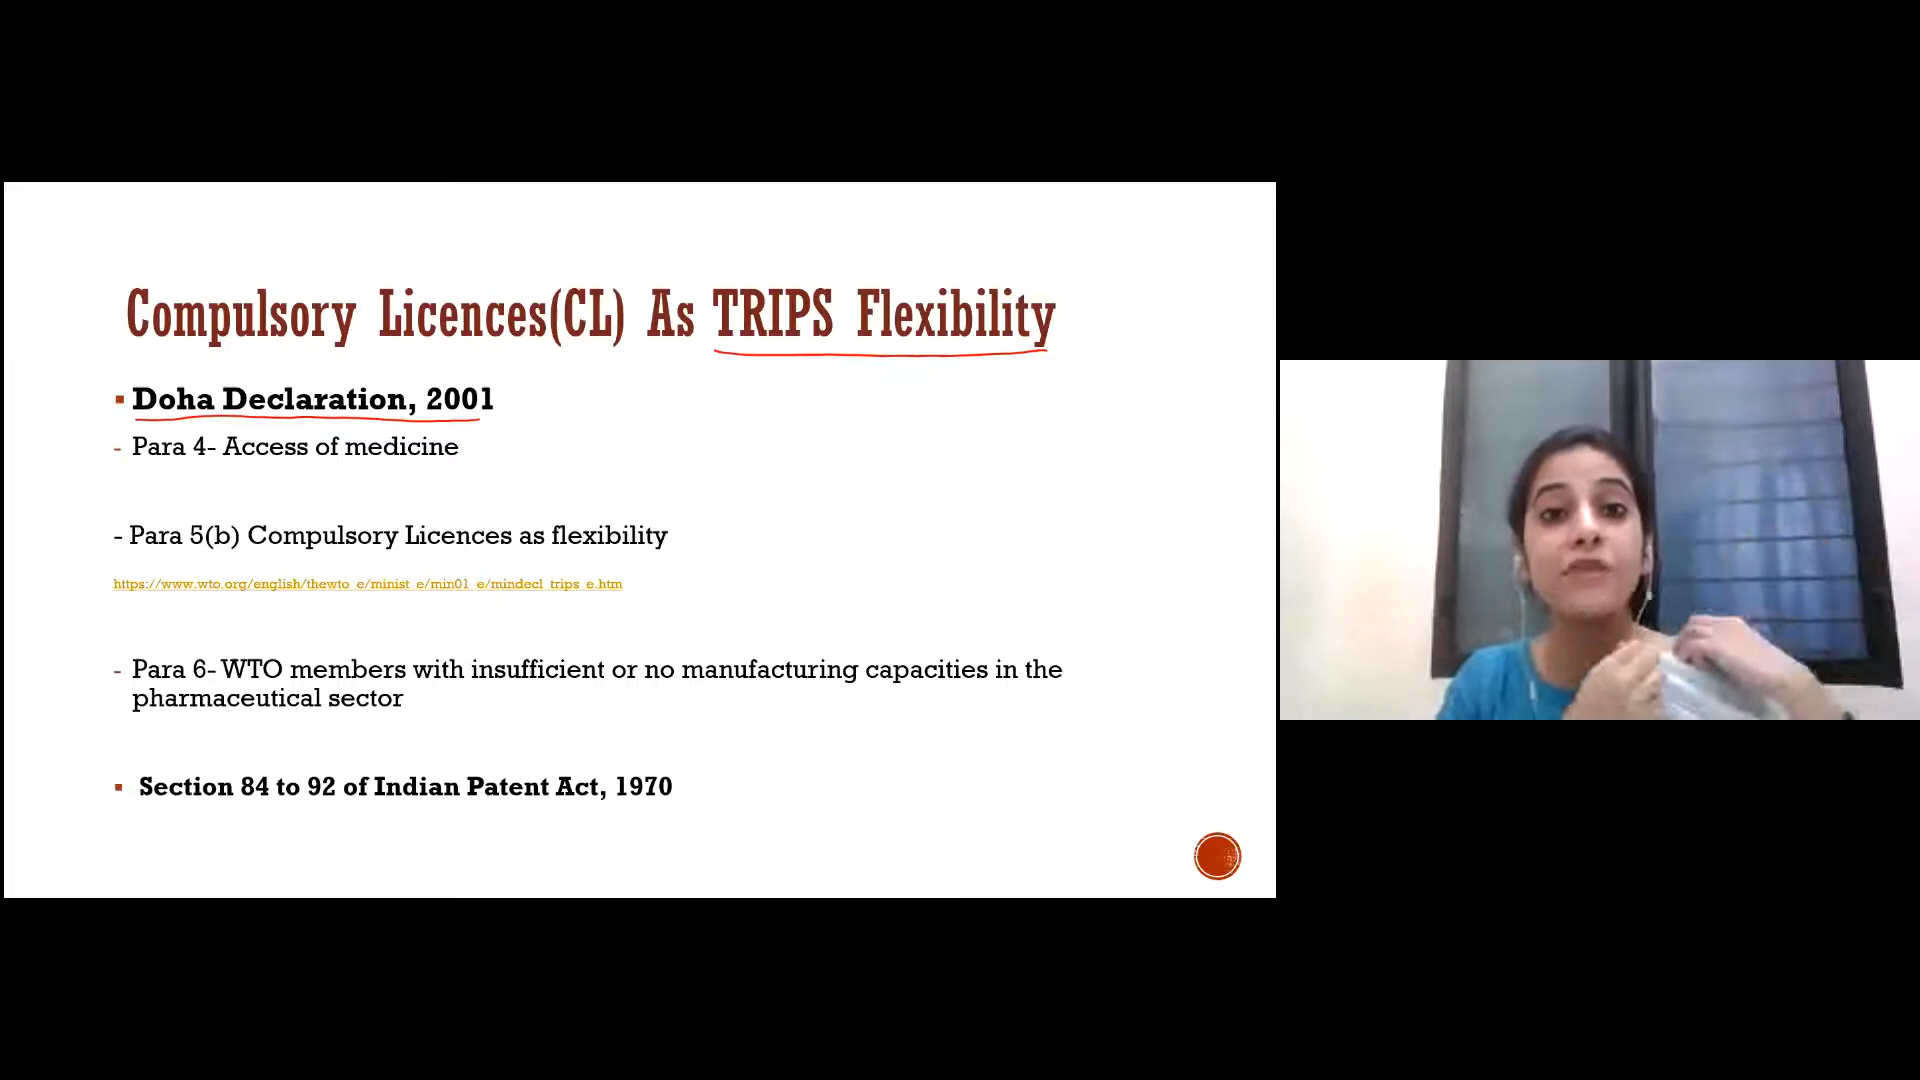 Compulsory Licences(CL) As TRIPS Flexibility
▪ Doha Declaration, 2001
- Para 4- Access of medicine
- Para 5(b) Compulsory Licences as flexibility
https://www.wto.org/english/thewto_e/minist_e/min01_e/mindecl_trips_e.htm
- Para 6- WTO members with insufficient or no manufacturing capacities in the
pharmaceutical sector
▪ Section 84 to 92 of Indian Patent Act, 1970